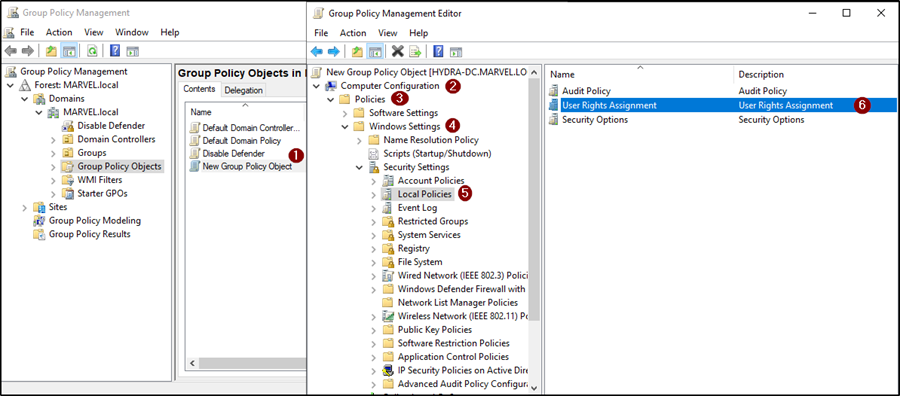 Group Policy Management
File Action View Window Help
Group Policy Management
Forest: MARVEL.local
Domains
MARVEL.local
Disable Defender
Domain Controllers
Groups
Group Policy Objects
WMI Filters
Starter GPOs
Sites
Group Policy Modeling
Group Policy Results
Group Policy Objects in
Contents Delegation
Name
Default Domain Controller...
Default Domain Policy
Disable Defender
1
New Group Policy Object
Group Policy Management Editor
File Action View Help
New Group Policy Object [HYDRA-DC.MARVEL.LO
Computer Configuration 2
Policies 3
Software Settings
Windows Settings 4
Name Resolution Policy
Scripts (Startup/Shutdown)
Security Settings
Account Policies
Local Policies 5
Event Log
Restricted Groups
System Services
Registry
File System
Wired Network (IEEE 802.3) Polici
Windows Defender Firewall with
Network List Manager Policies
Wireless Network (IEEE 802.11) Po
Public Key Policies
Software Restriction Policies
Application Control Policies
IP Security Policies on Active Dire
Advanced Audit Policy Configura
Name Description
Audit Policy Audit Policy
User Rights Assignment User Rights Assignment 6
Security Options Security Options